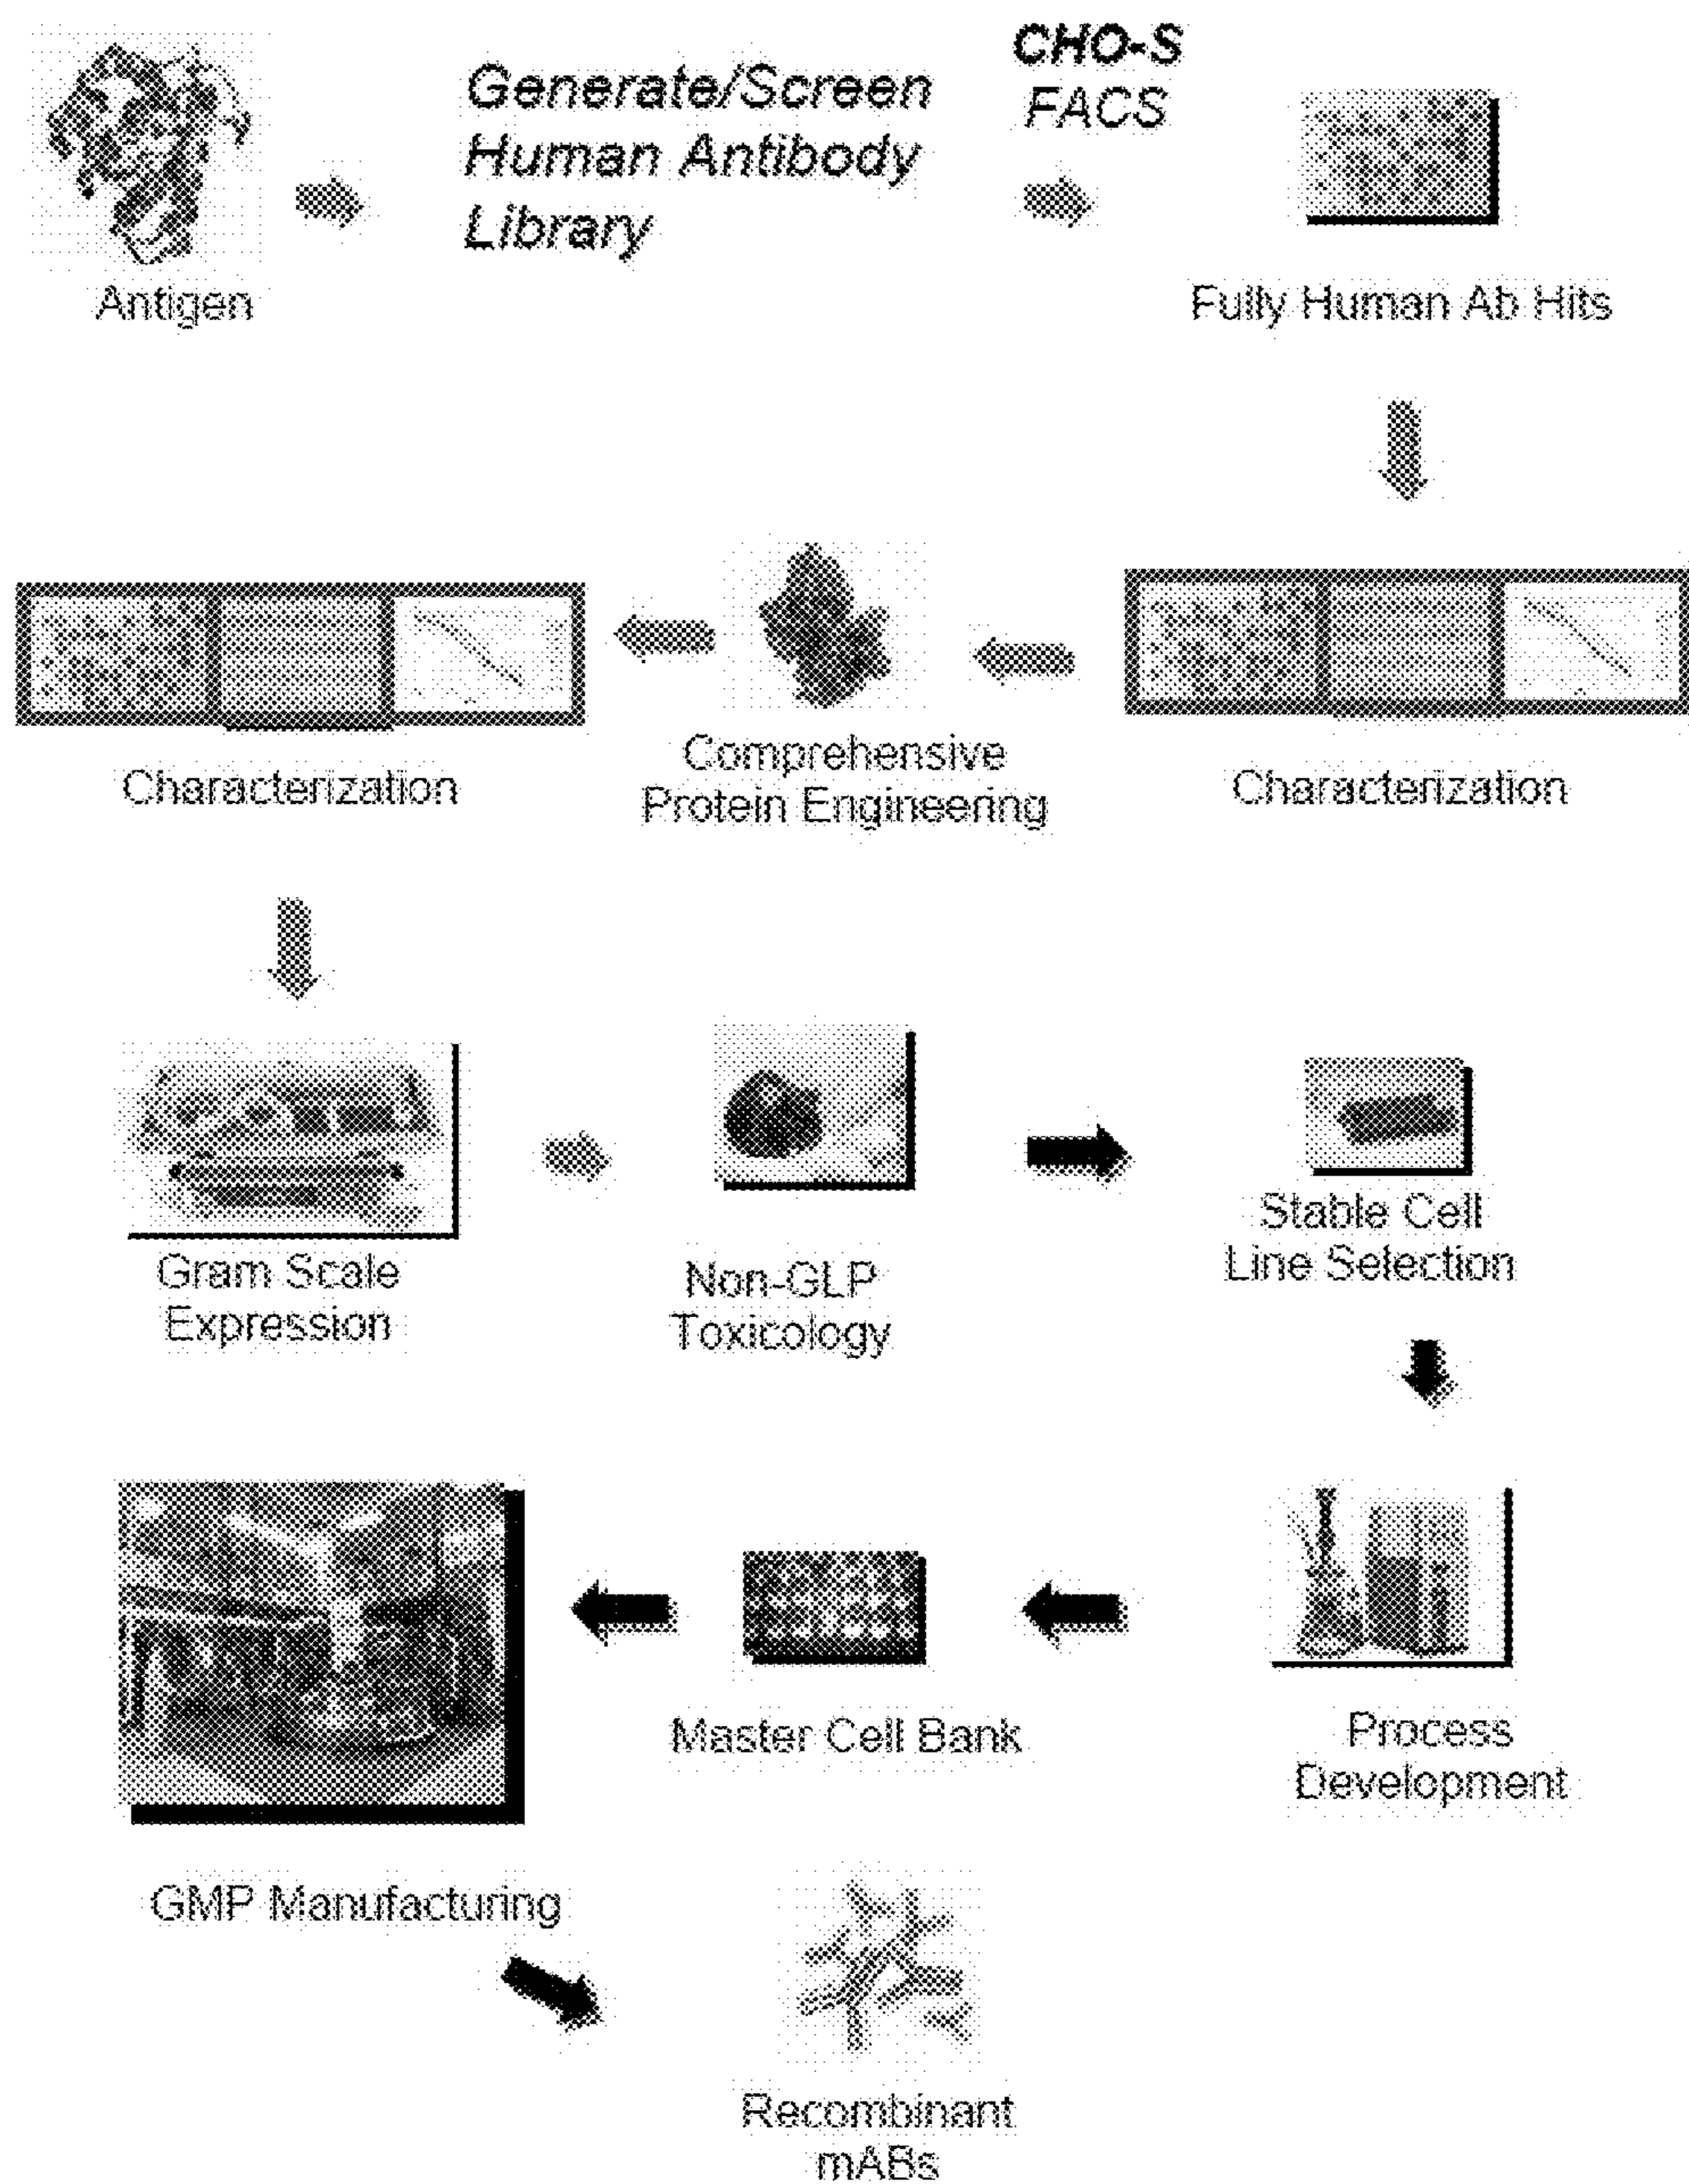 Generate/Screen
Human Antibody
Library
CHO-S
FACS
Antigen
Fully Human Ab Hits
Characterization
Comprehensive
Protein Engineering
Characterization
Gram Scale
Expression
Non-GLP
Toxicology
Stable Cell
Line Selection
GMP Manufacturing
Master Cell Bank
Process
Development
Recombinant
mABs